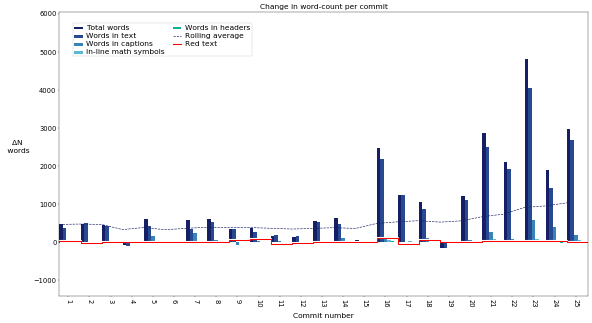 Change in word-count per commit
6000
5000
4000
3000
2000
1000
0
−1000
ΔN
words
Total words
Words in text
Words in captions
in-line math symbols
Words in headers
Rolling average
Red text
1 2 3 4 5 6 7 8 9 10 11 12 13 14 15 16 17 18 19 20 21 22 23 24 25
Commit number